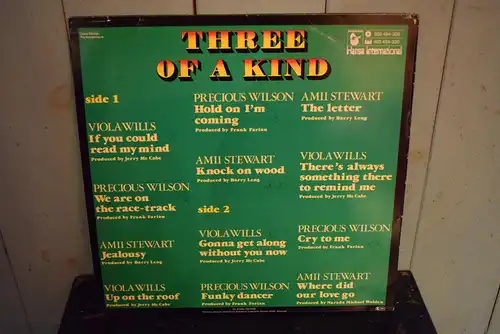 THREE
OF A KIND
Hansa International
side 1
VIOLA WILLS
If you could
read my mind
Produced by Jerry Mc Cabe
PRECIOUS WILSON
We are on
the race-track
Produced by Frank Farian
AMII STEWART
Jealousy
Produced by Barry Leng
VIOLA WILLS
Up on the roof
Produced by Jerry Mc Cabe
PRECIOUS WILSON
Hold on I'm
coming
Produced by Frank Farian
AMII STEWART
Knock on wood
Produced by Barry Leng
side 2
VIOLA WILLS
Gonna get along
without you now
Produced by Jerry Mc Cabe
PRECIOUS WILSON
Funky dancer
Produced by Frank Farian
AMII STEWART
The letter
Produced by Barry Leng
VIOLA WILLS
There's always
something there
to remind me
Produced by Jerry Mc Cabe
PRECIOUS WILSON
Cry to me
Produced by Frank Farian
AMII STEWART
Where did
our love go
Produced by Narada Michael Walden